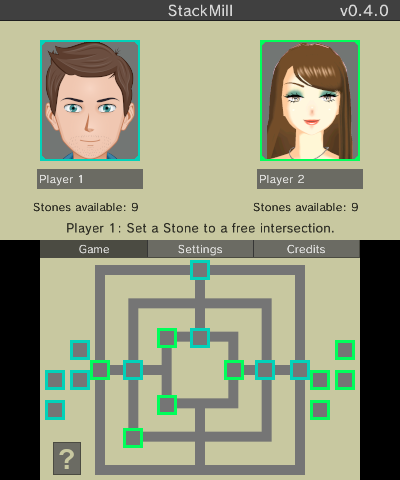 StackMill v0.4.0
Player 1 Player 2
Stones available: 9 Stones available: 9
Player 1: Set a Stone to a free intersection.
Game Settings Credits
?